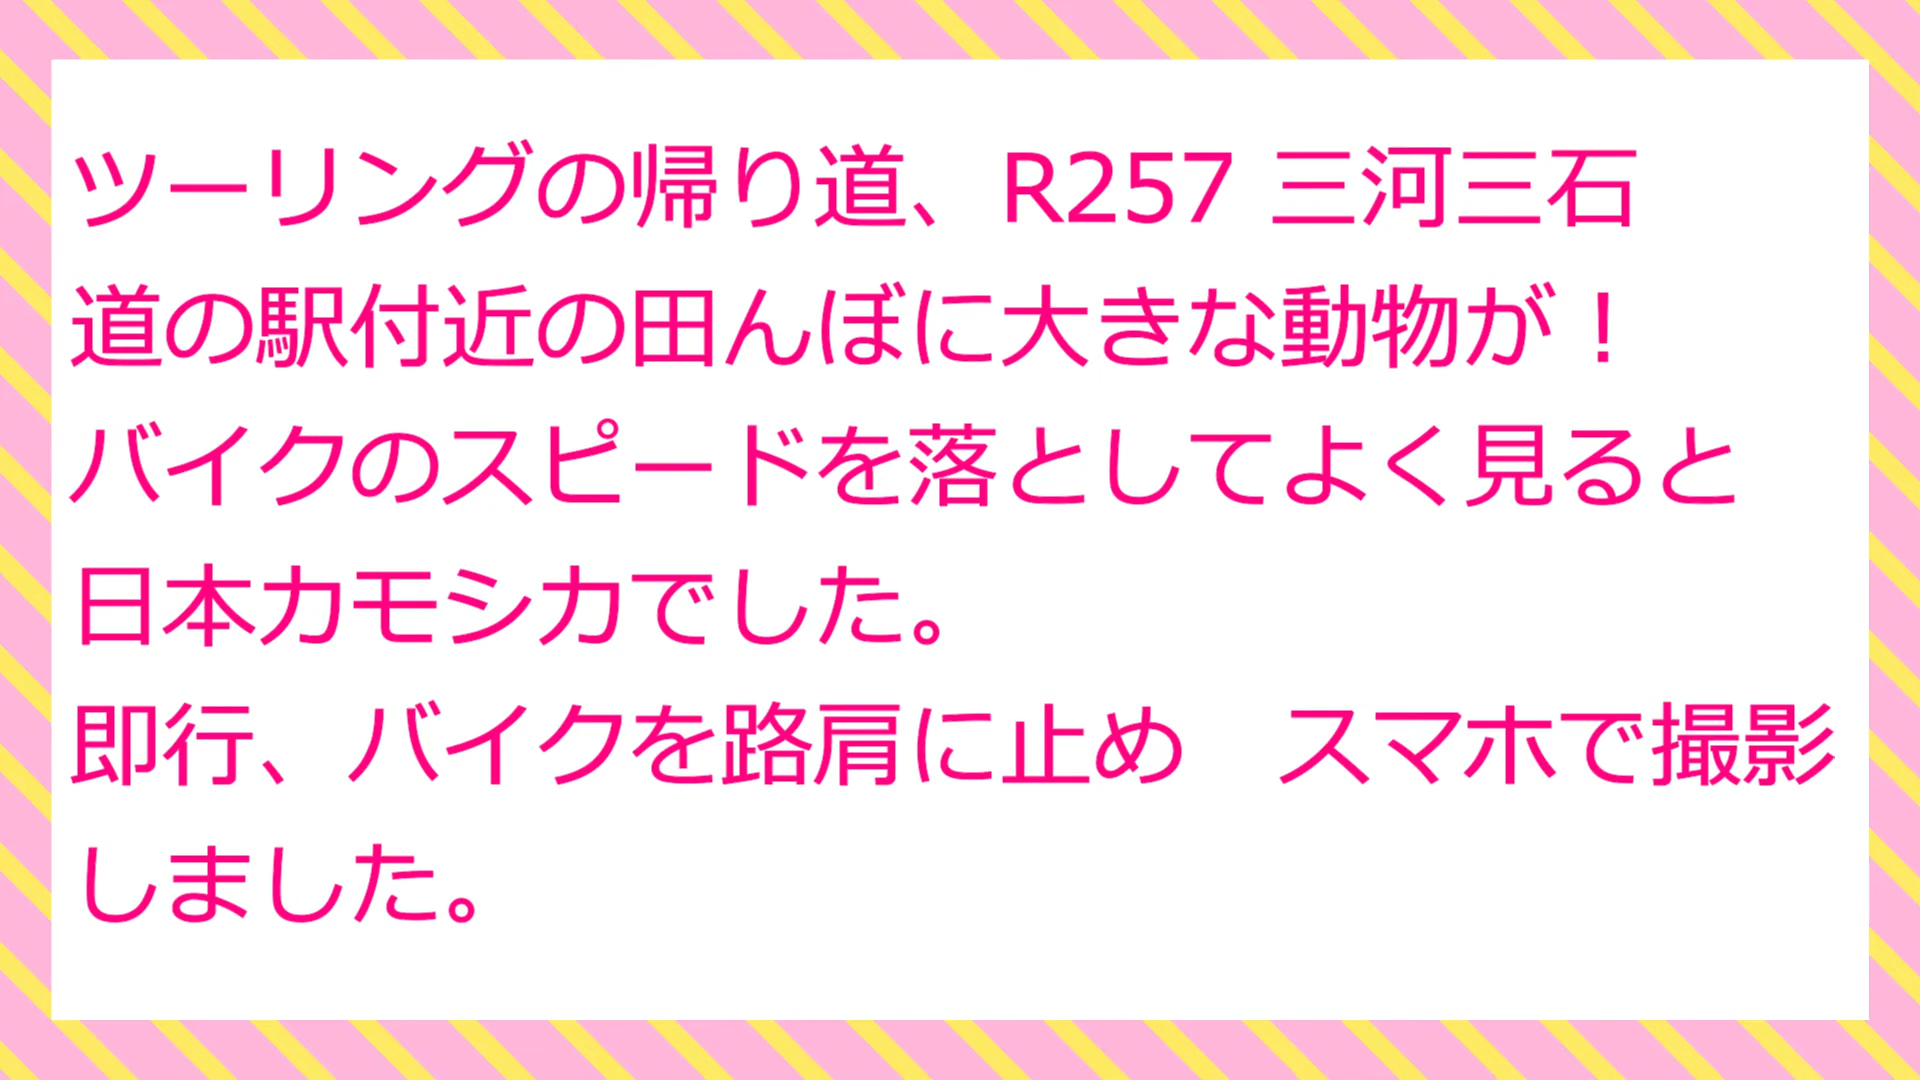 ツーリングの帰り道、R257 三河三石
道の駅付近の田んぼに大きな動物が！
バイクのスピードを落としてよく見ると
日本カモシカでした。
即行、バイクを路肩に止め　スマホで撮影
しました。